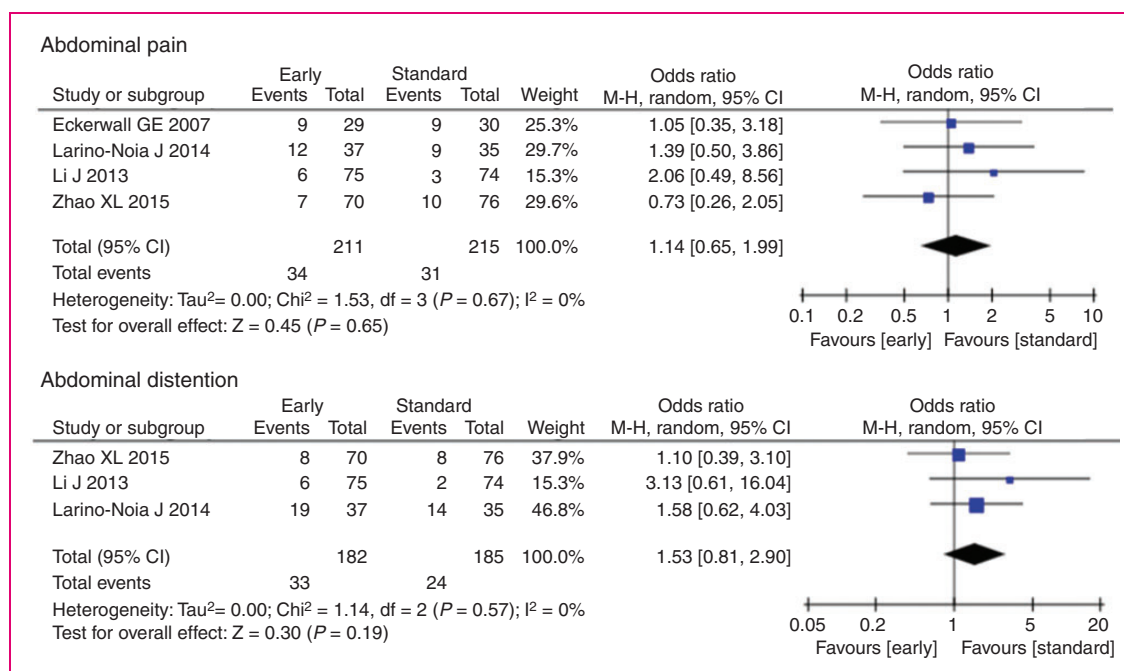 Abdominal pain
Early Standard Odds ratio Odds ratio
Study or subgroup Events Total Events Total Weight M-H, random, 95% CI M-H, random, 95% CI
Eckerwall GE 2007 9 29 9 30 25.3% 1.05 [0.35, 3.18]
Larino-Noia J 2014 12 37 9 35 29.7% 1.39 [0.50, 3.86]
Li J 2013 6 75 3 74 15.3% 2.06 [0.49, 8.56]
Zhao XL 2015 7 70 10 76 29.6% 0.73 [0.26, 2.05]
Total (95% CI) 211 215 100.0% 1.14 [0.65, 1.99]
Total events 34 31
Heterogeneity: Tau²= 0.00; Chi² = 1.53, df = 3 (P = 0.67); I² = 0%
Test for overall effect: Z = 0.45 (P = 0.65)
0.1 0.2 0.5 1 2 5 10
Favours [early] Favours [standard]
Abdominal distention
Early Standard Odds ratio Odds ratio
Study or subgroup Events Total Events Total Weight M-H, random, 95% CI M-H, random, 95% CI
Zhao XL 2015 8 70 8 76 37.9% 1.10 [0.39, 3.10]
Li J 2013 6 75 2 74 15.3% 3.13 [0.61, 16.04]
Larino-Noia J 2014 19 37 14 35 46.8% 1.58 [0.62, 4.03]
Total (95% CI) 182 185 100.0% 1.53 [0.81, 2.90]
Total events 33 24
Heterogeneity: Tau²= 0.00; Chi² = 1.14, df = 2 (P = 0.57); I² = 0%
Test for overall effect: Z = 0.30 (P = 0.19)
0.05 0.2 1 5 20
Favours [early] Favours [standard]